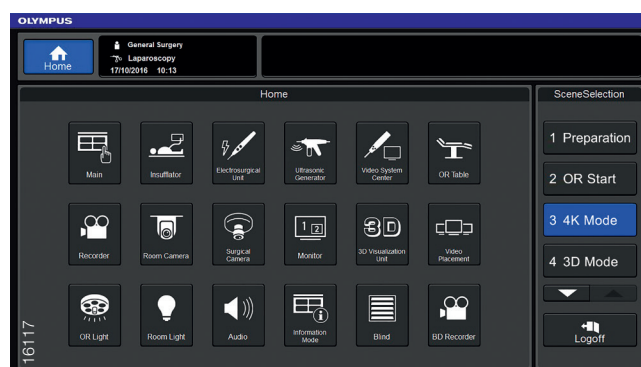 OLYMPUS
Home
General Surgery
Laparoscopy
17/10/2016 10:13
Home
Main
Insufflator
Electrosurgical
Unit
Ultrasonic
Generator
Video System
Center
OR Table
Recorder
Room Camera
Surgical
Camera
1 2
Monitor
3D
3D Visualization
Unit
Video
Placement
OR Light
Room Light
Audio
i
Information
Mode
Blind
BD Recorder
SceneSelection
1 Preparation
2 OR Start
3 4K Mode
4 3D Mode
Logoff
16117